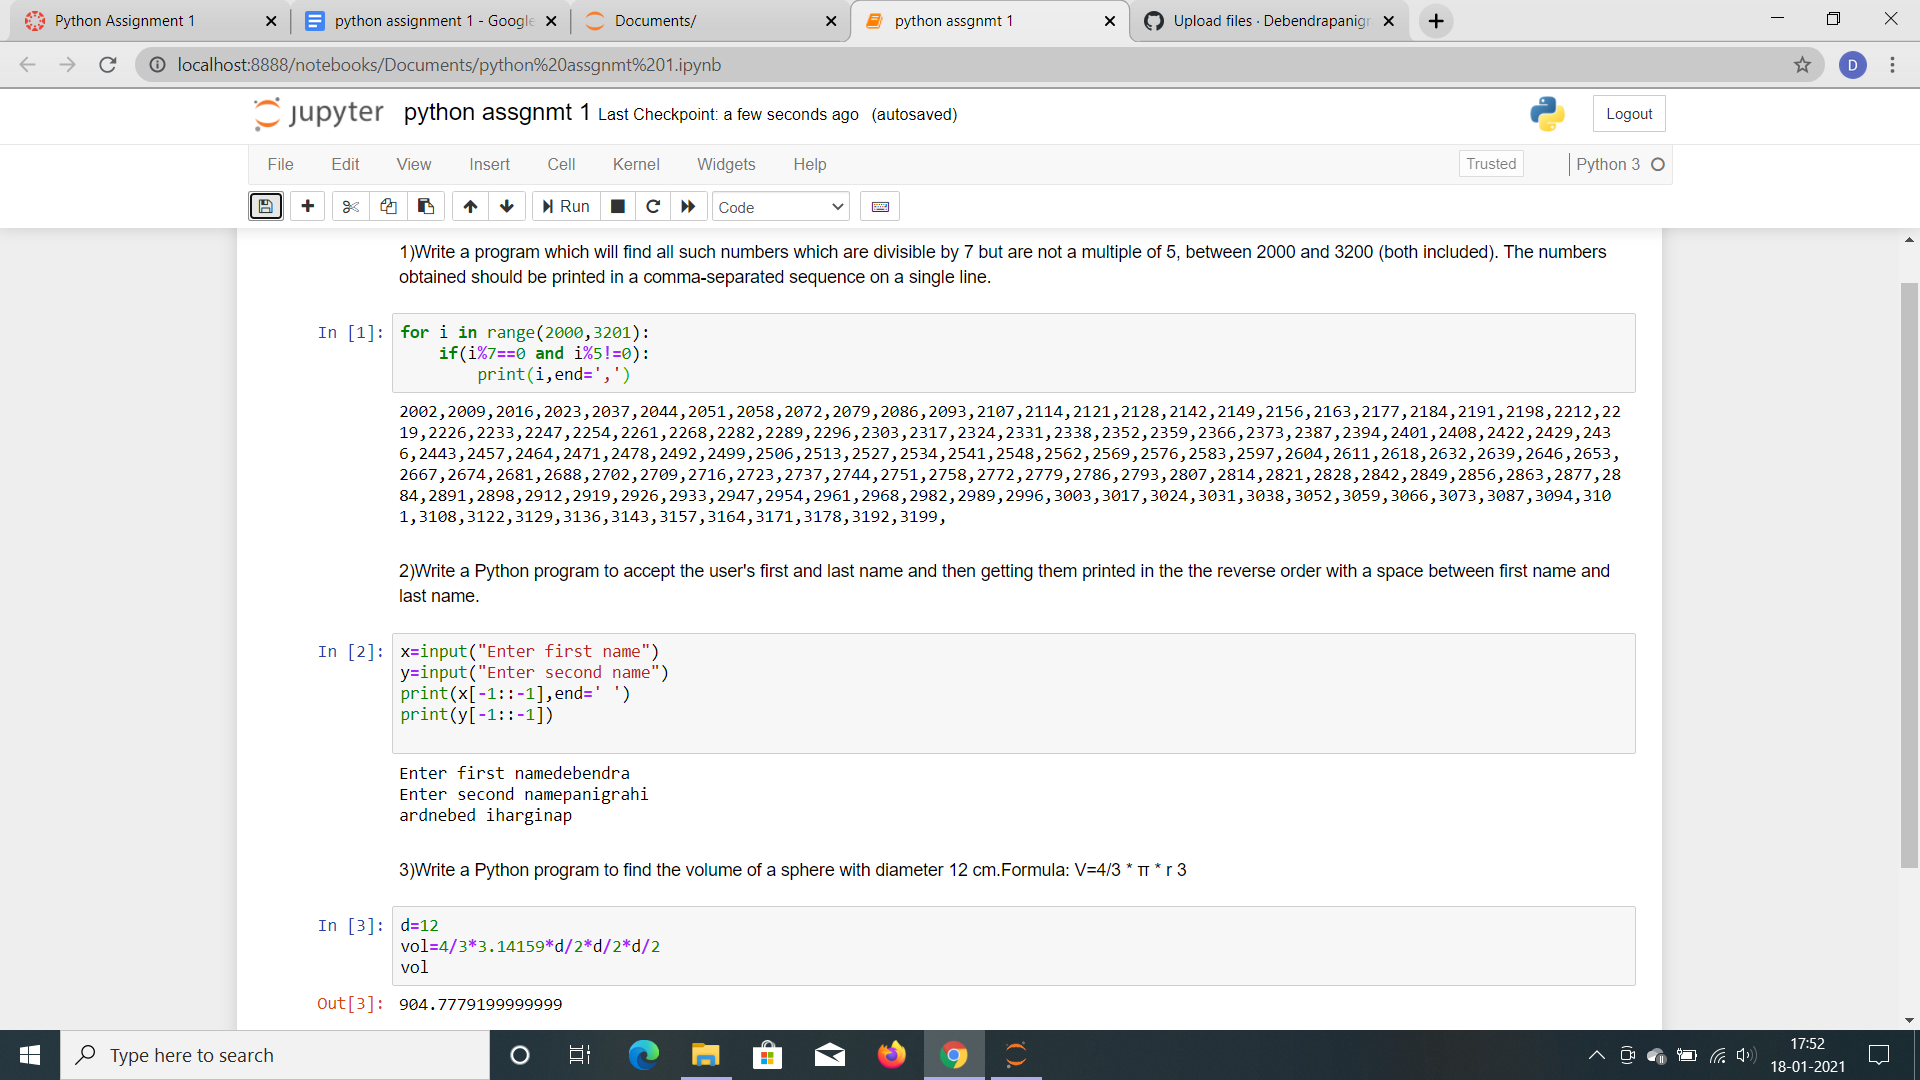 Python Assignment 1
python assignment 1 - Google
Documents/
python assgnmt 1
Upload files · Debendrapanigr
localhost:8888/notebooks/Documents/python%20assgnmt%201.ipynb
D
jupyter python assgnmt 1 Last Checkpoint: a few seconds ago (autosaved)
Logout
File Edit View Insert Cell Kernel Widgets Help
Trusted Python 3
Run Code
1)Write a program which will find all such numbers which are divisible by 7 but are not a multiple of 5, between 2000 and 3200 (both included). The numbers
obtained should be printed in a comma-separated sequence on a single line.
In [1]: for i in range(2000,3201):
if(i%7==0 and i%5!=0):
print(i,end=',')
2002,2009,2016,2023,2037,2044,2051,2058,2072,2079,2086,2093,2107,2114,2121,2128,2142,2149,2156,2163,2177,2184,2191,2198,2212,22
19,2226,2233,2247,2254,2261,2268,2282,2289,2296,2303,2317,2324,2331,2338,2352,2359,2366,2373,2387,2394,2401,2408,2422,2429,243
6,2443,2457,2464,2471,2478,2492,2499,2506,2513,2527,2534,2541,2548,2562,2569,2576,2583,2597,2604,2611,2618,2632,2639,2646,2653,
2667,2674,2681,2688,2702,2709,2716,2723,2737,2744,2751,2758,2772,2779,2786,2793,2807,2814,2821,2828,2842,2849,2856,2863,2877,28
84,2891,2898,2912,2919,2926,2933,2947,2954,2961,2968,2982,2989,2996,3003,3017,3024,3031,3038,3052,3059,3066,3073,3087,3094,310
1,3108,3122,3129,3136,3143,3157,3164,3171,3178,3192,3199,
2)Write a Python program to accept the user's first and last name and then getting them printed in the the reverse order with a space between first name and
last name.
In [2]: x=input("Enter first name")
y=input("Enter second name")
print(x[-1::-1],end=' ')
print(y[-1::-1])
Enter first namedebendra
Enter second namepanigrahi
ardnebed iharginap
3)Write a Python program to find the volume of a sphere with diameter 12 cm.Formula: V=4/3 * π * r 3
In [3]: d=12
vol=4/3*3.14159*d/2*d/2*d/2
vol
Out[3]: 904.7779199999999
Type here to search
17:52
18-01-2021